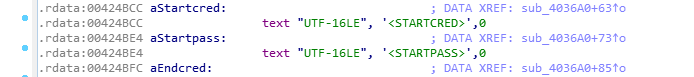 .rdata:00424BCC aStartcred: ; DATA XREF: sub_4036A0+63↑o
.rdata:00424BCC text "UTF-16LE", '<STARTCRED>',0
.rdata:00424BE4 aStartpass: ; DATA XREF: sub_4036A0+73↑o
.rdata:00424BE4 text "UTF-16LE", '<STARTPASS>',0
.rdata:00424BFC aEndcred: ; DATA XREF: sub_4036A0+85↑o